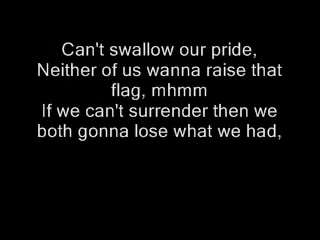 Can't swallow our pride,
Neither of us wanna raise that
flag, mhmm
If we can't surrender then we
both gonna lose what we had,